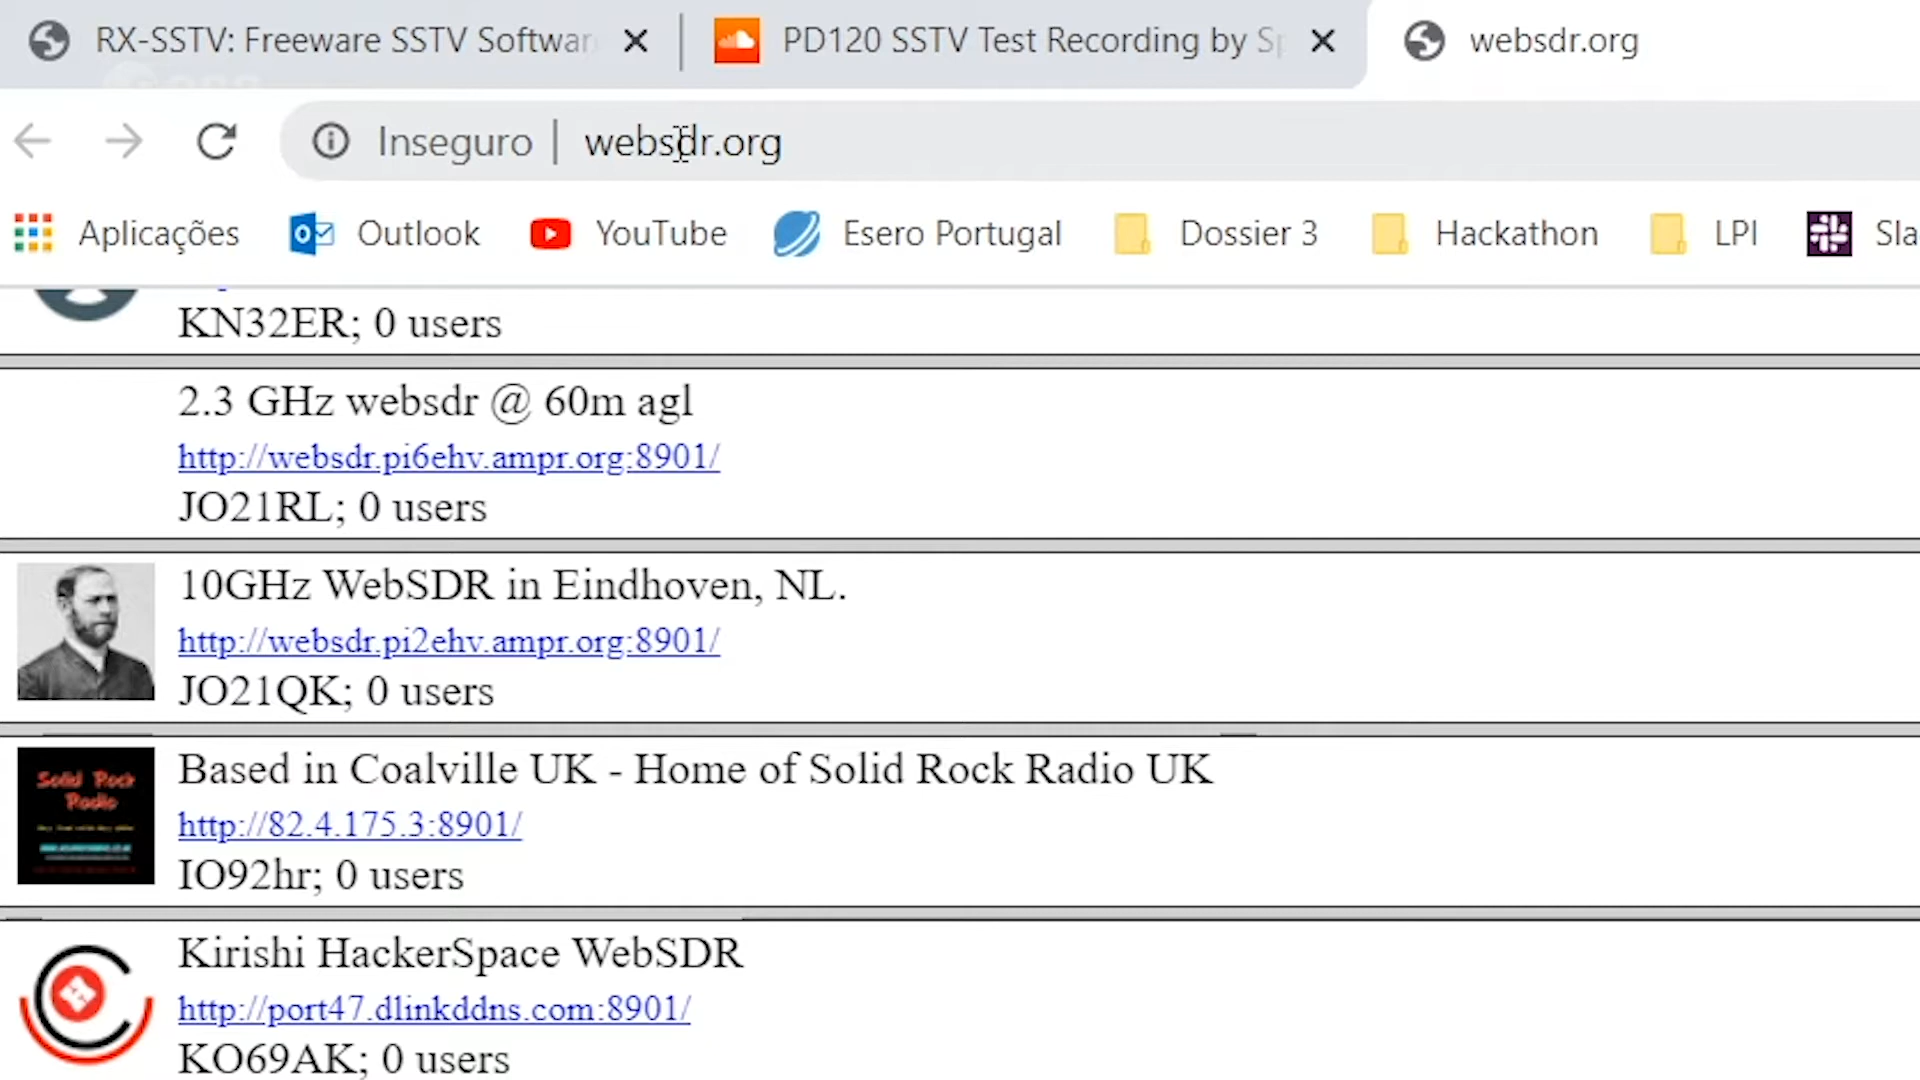 RX-SSTV: Freeware SSTV Softwar
PD120 SSTV Test Recording by Sp
websdr.org
Inseguro | websdr.org
Aplicações
Outlook
YouTube
Esero Portugal
Dossier 3
Hackathon
LPI
Sla
KN32ER; 0 users
2.3 GHz websdr @ 60m agl
http://websdr.pi6ehv.ampr.org:8901/
JO21RL; 0 users
10GHz WebSDR in Eindhoven, NL.
http://websdr.pi2ehv.ampr.org:8901/
JO21QK; 0 users
Solid Rock
Radio
Based in Coalville UK - Home of Solid Rock Radio UK
http://82.4.175.3:8901/
IO92hr; 0 users
Kirishi HackerSpace WebSDR
http://port47.dlinkddns.com:8901/
KO69AK; 0 users